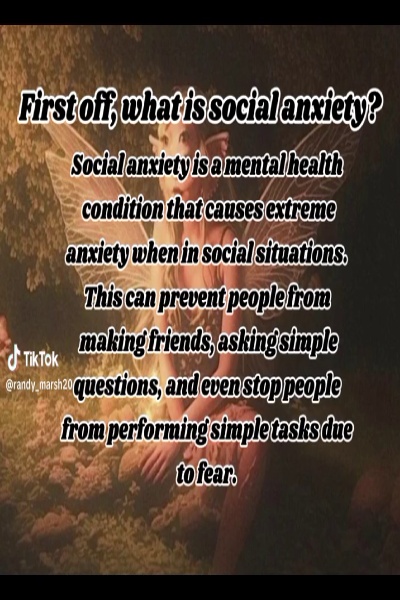 First off, what is social anxiety?
Social anxiety is a mental health
condition that causes extreme
anxiety when in social situations.
This can prevent people from
making friends, asking simple
TikTok
@randy_marsh20
questions, and even stop people
from performing simple tasks due
to fear.